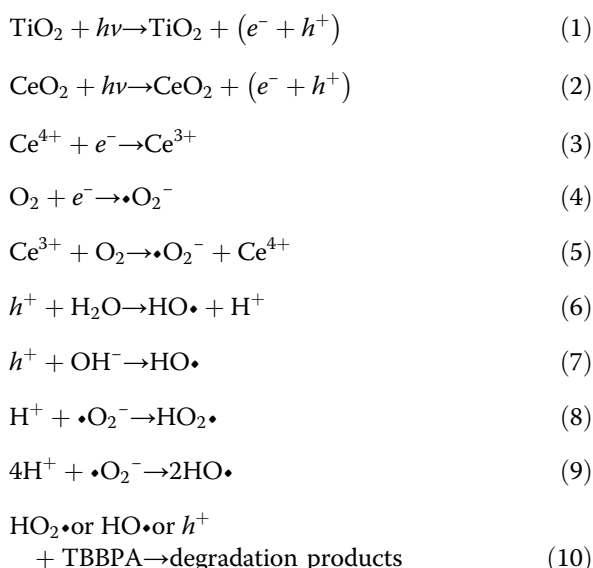 TiO₂ + hν→TiO₂ + (e⁻ + h⁺) (1)
CeO₂ + hν→CeO₂ + (e⁻ + h⁺) (2)
Ce⁴⁺ + e⁻→Ce³⁺ (3)
O₂ + e⁻→•O₂⁻ (4)
Ce³⁺ + O₂→•O₂⁻ + Ce⁴⁺ (5)
h⁺ + H₂O→HO• + H⁺ (6)
h⁺ + OH⁻→HO• (7)
H⁺ + •O₂⁻→HO₂• (8)
4H⁺ + •O₂⁻→2HO• (9)
HO₂•or HO•or h⁺
+ TBBPA→degradation products (10)